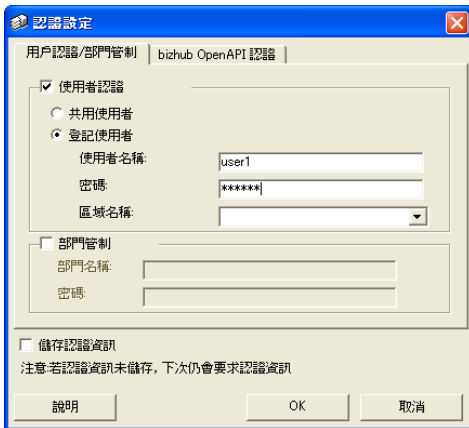 認證設定
用戶認證/部門管制 bizhub OpenAPI 認證
使用者認證
共用使用者
登記使用者
使用者名稱: user1
密碼: ******
區域名稱:
部門管制
部門名稱:
密碼:
儲存認證資訊
注意:若認證資訊未儲存, 下次仍會要求認證資訊
說明 OK 取消